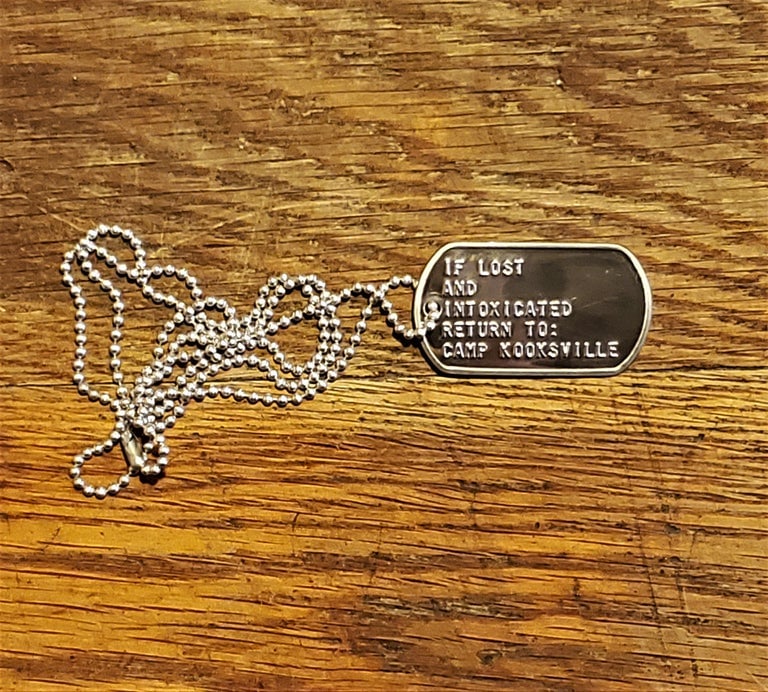 IF LOST
AND
INTOXICATED
RETURN TO:
CAMP KOOKSVILLE